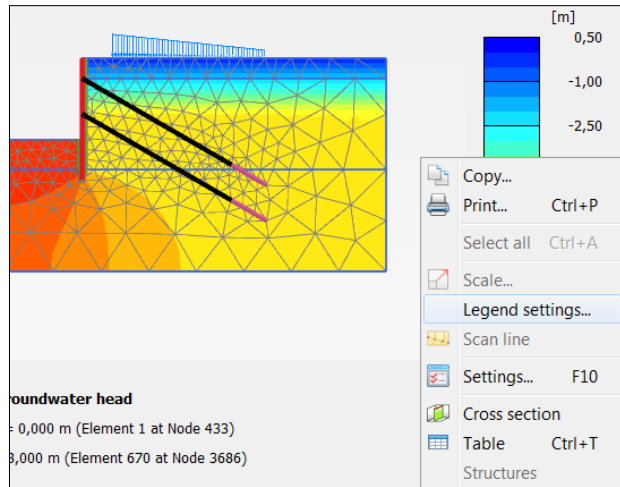 [m]
0,50
-1,00
-2,50
Copy...
Print... Ctrl+P
Select all Ctrl+A
Scale...
Legend settings...
Scan line
Settings... F10
Cross section
Table Ctrl+T
Structures
roundwater head
= 0,000 m (Element 1 at Node 433)
3,000 m (Element 670 at Node 3686)